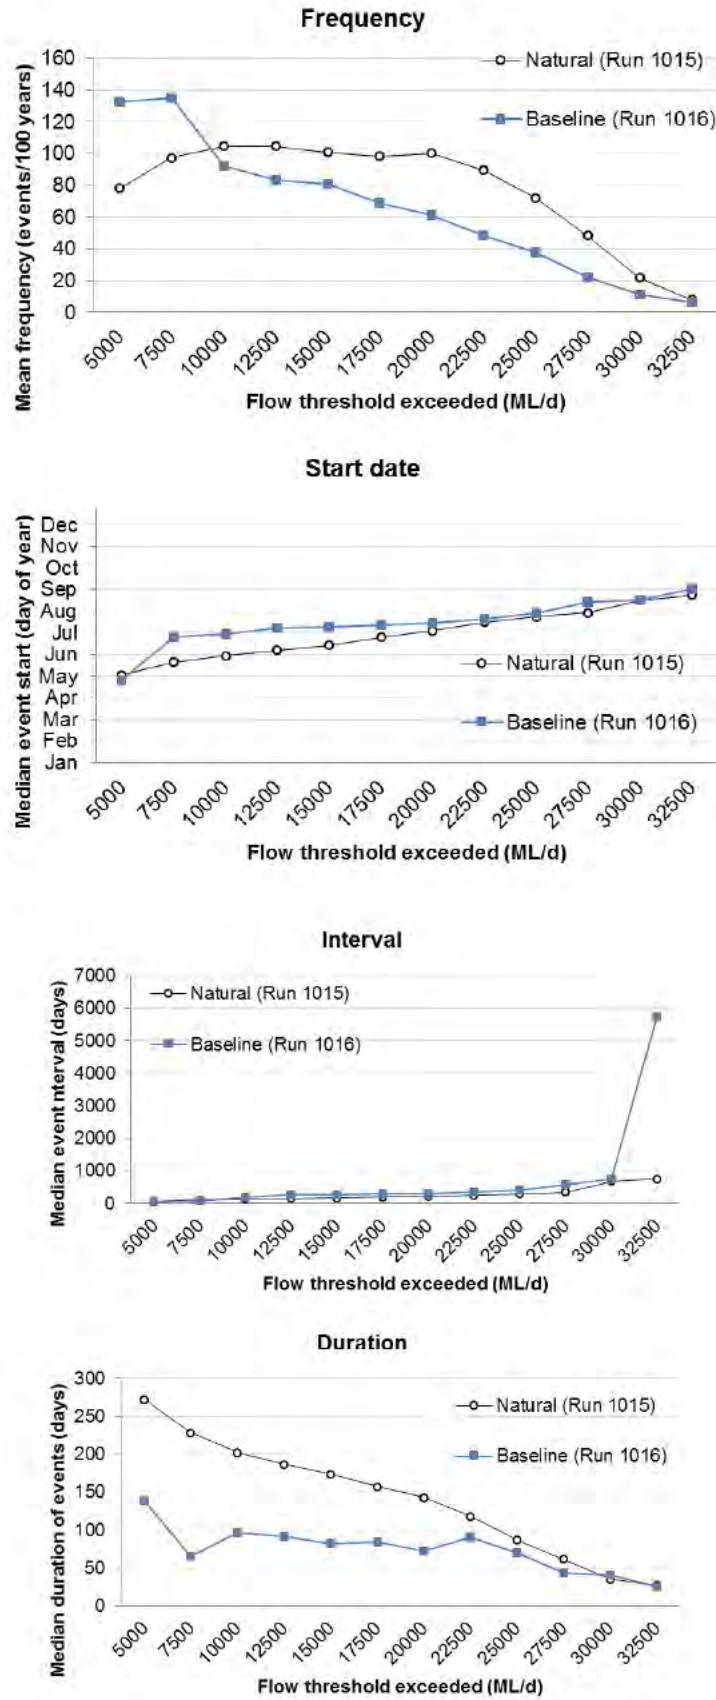 Frequency
Mean frequency (events/100 years)
160
140
120
100
80
60
40
20
0
Natural (Run 1015)
Baseline (Run 1016)
5000
7500
10000
12500
15000
17500
20000
22500
25000
27500
30000
32500
Flow threshold exceeded (ML/d)
Start date
Median event start (day of year)
Dec
Nov
Oct
Sep
Aug
Jul
Jun
May
Apr
Mar
Feb
Jan
Natural (Run 1015)
Baseline (Run 1016)
5000
7500
10000
12500
15000
17500
20000
22500
25000
27500
30000
32500
Flow threshold exceeded (ML/d)
Interval
Median event nterval (days)
7000
6000
5000
4000
3000
2000
1000
0
Natural (Run 1015)
Baseline (Run 1016)
5000
7500
10000
12500
15000
17500
20000
22500
25000
27500
30000
32500
Flow threshold exceeded (ML/d)
Duration
Median duration of events (days)
300
250
200
150
100
50
0
Natural (Run 1015)
Baseline (Run 1016)
5000
7500
10000
12500
15000
17500
20000
22500
25000
27500
30000
32500
Flow threshold exceeded (ML/d)